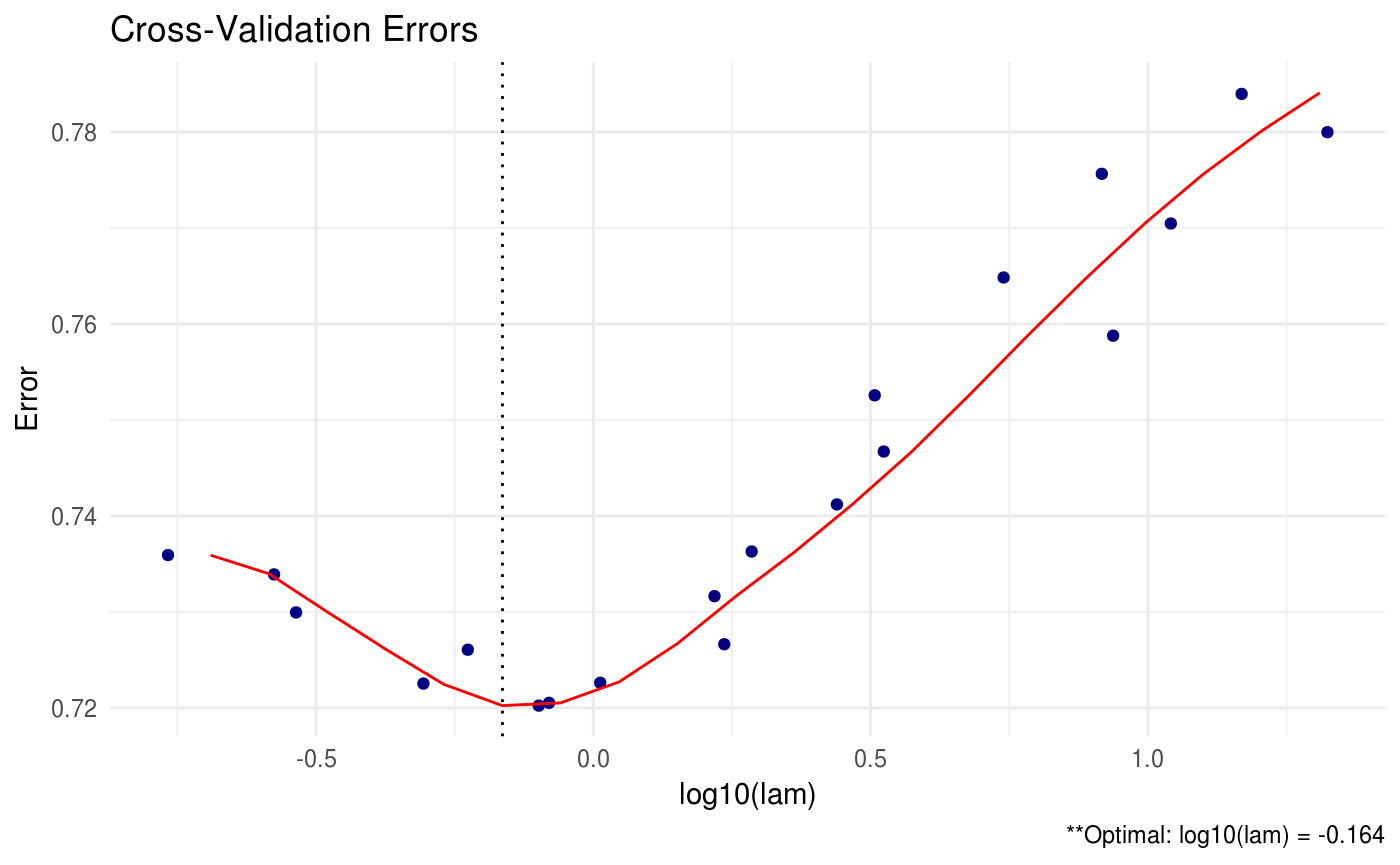 Cross-Validation Errors
0.78
0.76
0.74
0.72
Error
-0.5 0.0 0.5 1.0
log10(lam)
**Optimal: log10(lam) = -0.164